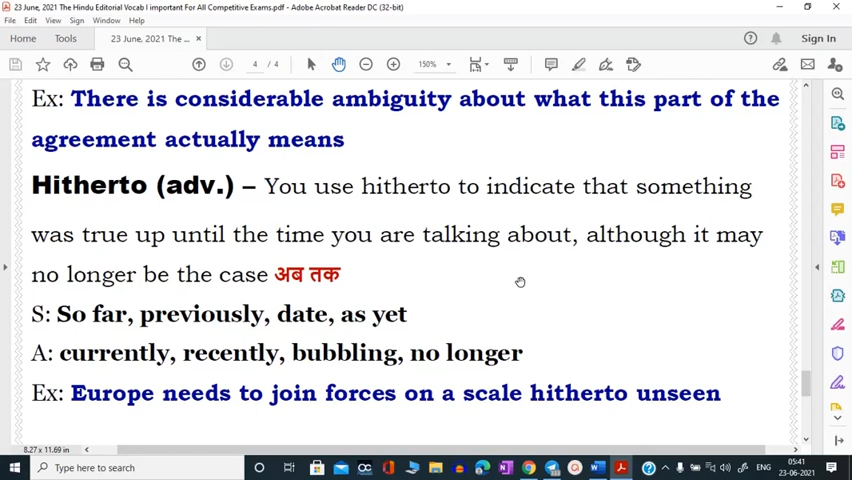 23 June, 2021 The Hindu Editorial Vocab I important For All Competitive Exams.pdf - Adobe Acrobat Reader DC (32-bit)
File Edit View Sign Window Help
Home Tools 23 June, 2021 The ... × Sign In
4 / 4 150%
Ex: There is considerable ambiguity about what this part of the
agreement actually means
Hitherto (adv.) – You use hitherto to indicate that something
was true up until the time you are talking about, although it may
no longer be the case अब तक
S: So far, previously, date, as yet
A: currently, recently, bubbling, no longer
Ex: Europe needs to join forces on a scale hitherto unseen
8.27 x 11.69 in
Type here to search
ENG
05:41
23-06-2021